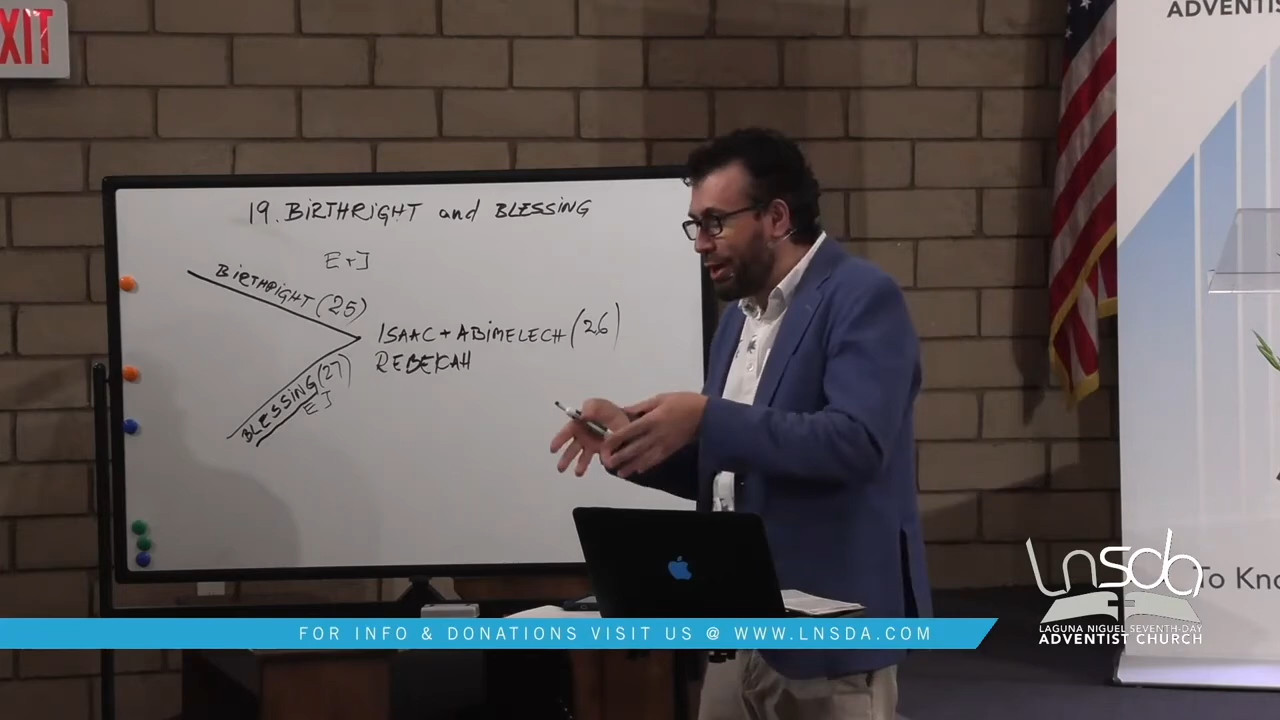 EXIT
ADVENTIS
19. BIRTHRIGHT and BLESSING
E+J
BIRTHRIGHT (25)
ISAAC + ABIMELECH (26)
REBEKAH
BLESSING (27)
EJ
To Kno
lnsda
LAGUNA NIGUEL SEVENTH-DAY
ADVENTIST CHURCH
FOR INFO & DONATIONS VISIT US @ WWW.LNSDA.COM